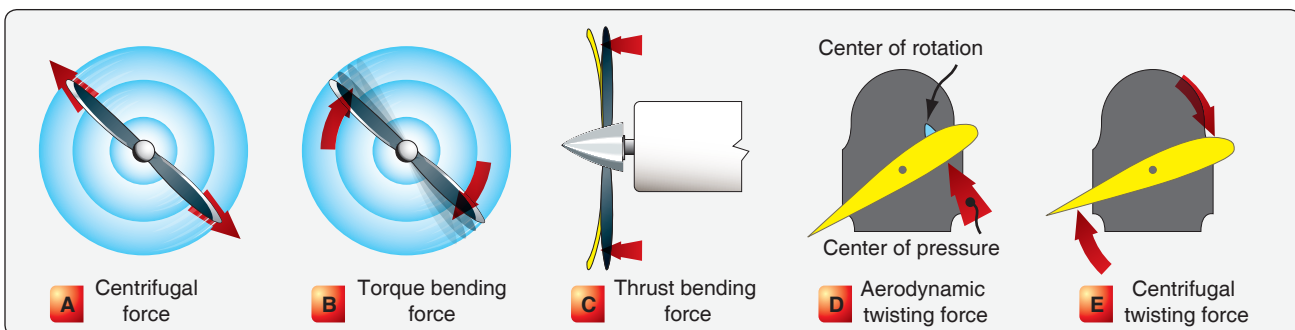 Center of rotation
Center of pressure
A
Centrifugal
force
B
Torque bending
force
C
Thrust bending
force
D
Aerodynamic
twisting force
E
Centrifugal
twisting force